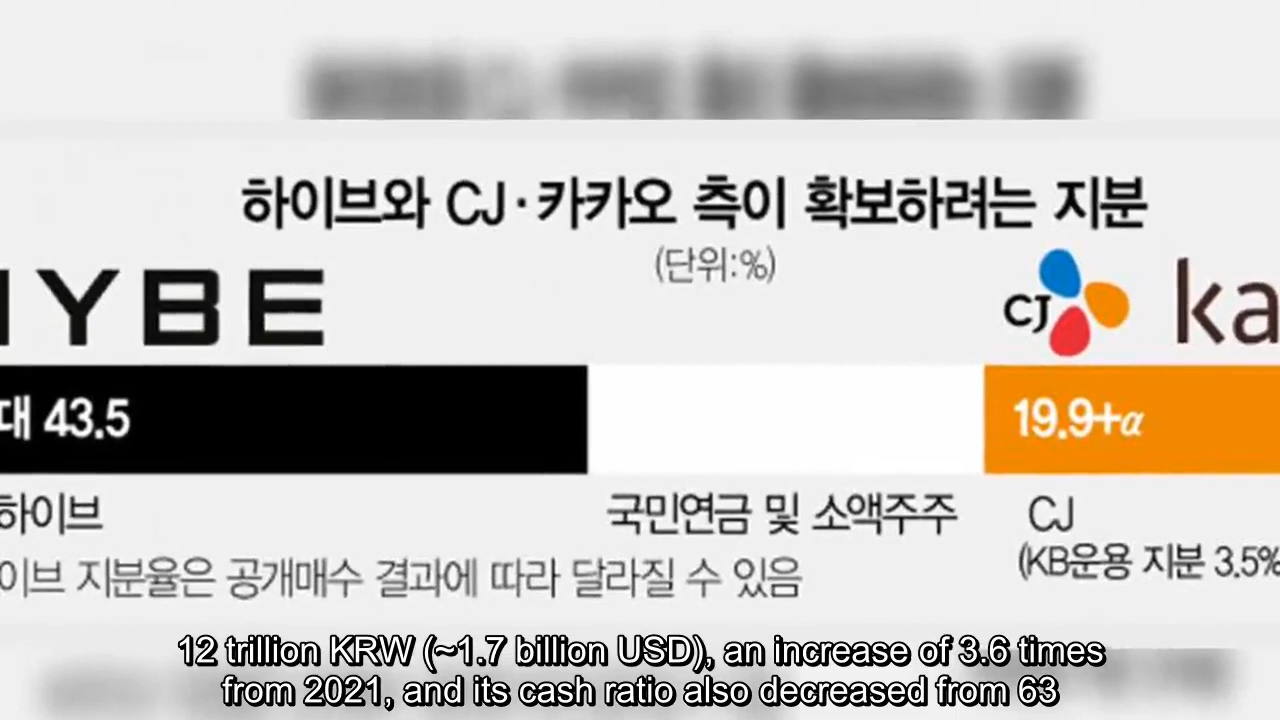 하이브와 CJ·카카오 측이 확보하려는 지분
(단위:%)
HYBE
CJ ka
대 43.5
19.9+α
하이브
국민연금 및 소액주주
CJ
(KB운용 지분 3.5%
이브 지분율은 공개매수 결과에 따라 달라질 수 있음
12 trillion KRW (~1.7 billion USD), an increase of 3.6 times
from 2021, and its cash ratio also decreased from 63